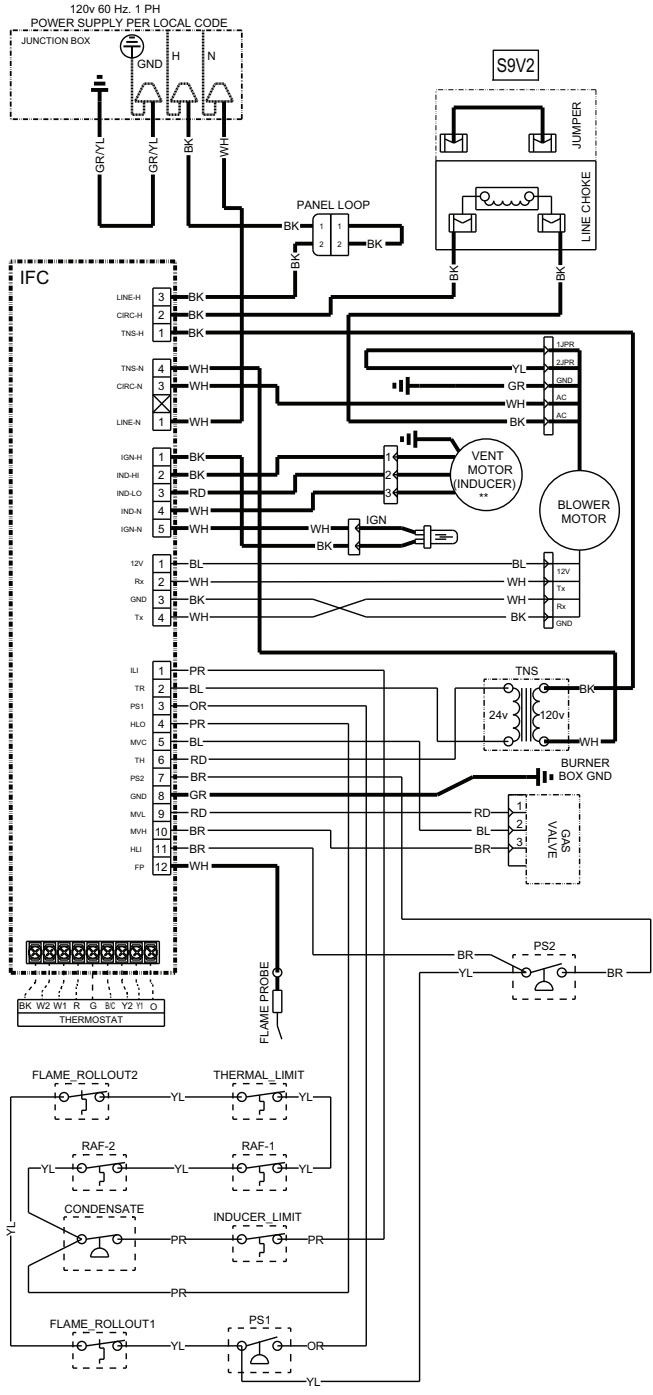 120v 60 Hz. 1 PH
POWER SUPPLY PER LOCAL CODE
JUNCTION BOX
GND
H
N
GR/YL
GR/YL
BK
WH
S9V2
JUMPER
LINE CHOKE
BK
BK
PANEL LOOP
BK
1 1
2 2
BK
BK
IFC
LINE-H 3 BK
CIRC-H 2 BK
TNS-H 1 BK
TNS-N 4 WH
CIRC-N 3 WH
LINE-N 1 WH
1JPR
YL 2JPR
GR GND
WH AC
BK AC
IGN-H 1 BK
IND-HI 2 BK
IND-LO 3 RD
IND-N 4 WH
IGN-N 5 WH
1
2
3
VENT
MOTOR
(INDUCER)
**
BLOWER
MOTOR
IGN
WH
BK
12V 1 BL
Rx 2 WH
GND 3 BK
Tx 4 WH
BL 12V
WH Tx
WH Rx
BK GND
ILI 1 PR
TR 2 BL
PS1 3 OR
HLO 4 PR
MVC 5 BL
TH 6 RD
PS2 7 BR
GND 8 GR
MVL 9 RD
MVH 10 BR
HLI 11 BR
FP 12 WH
TNS
24v 120v
BK
WH
BURNER
BOX GND
RD 1
BL 2
BR 3
GAS
VALVE
FLAME PROBE
PS2
BR
YL
BR
BK W2 W1 R G B/C Y2 Y1 O
THERMOSTAT
FLAME_ROLLOUT2
THERMAL_LIMIT
YL
YL
RAF-2
RAF-1
YL
YL
YL
CONDENSATE
INDUCER_LIMIT
YL
PR
PR
PR
FLAME_ROLLOUT1
PS1
YL
OR
YL